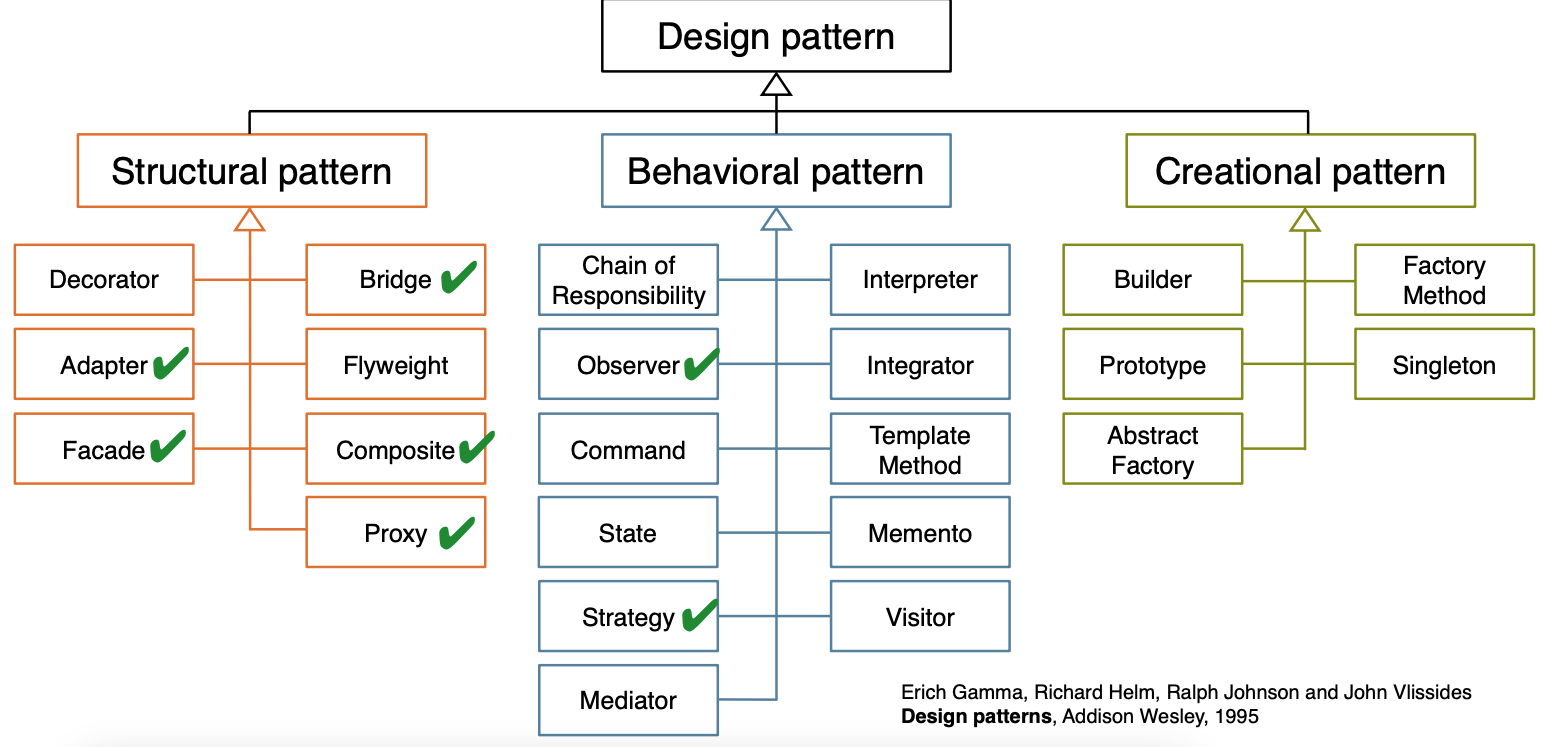 Design pattern
Structural pattern
Behavioral pattern
Creational pattern
Decorator
Bridge
Adapter
Flyweight
Facade
Composite
Proxy
Chain of
Responsibility
Interpreter
Observer
Integrator
Command
Template
Method
State
Memento
Strategy
Visitor
Mediator
Builder
Factory
Method
Prototype
Singleton
Abstract
Factory
Erich Gamma, Richard Helm, Ralph Johnson and John Vlissides
Design patterns, Addison Wesley, 1995